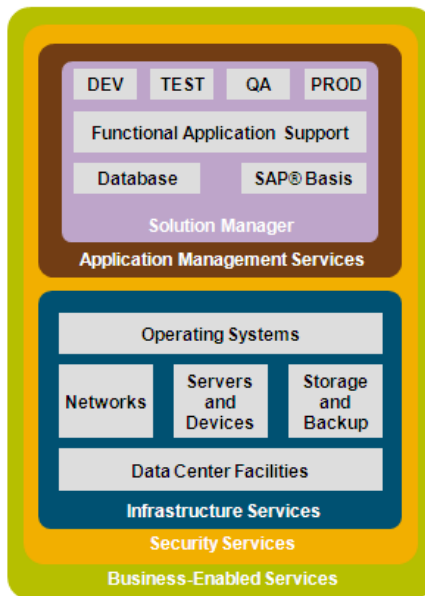 DEV TEST QA PROD
Functional Application Support
Database SAP® Basis
Solution Manager
Application Management Services
Operating Systems
Networks
Servers
and
Devices
Storage
and
Backup
Data Center Facilities
Infrastructure Services
Security Services
Business-Enabled Services